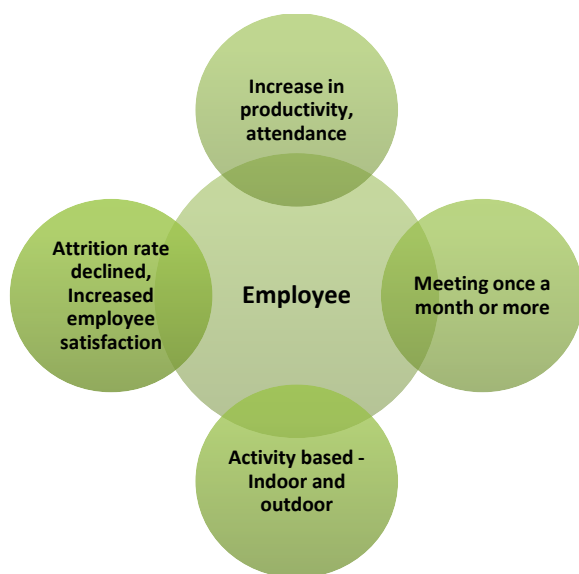 Increase in
productivity,
attendance
Attrition rate
declined,
Increased
employee
satisfaction
Employee
Meeting once a
month or more
Activity based -
Indoor and
outdoor